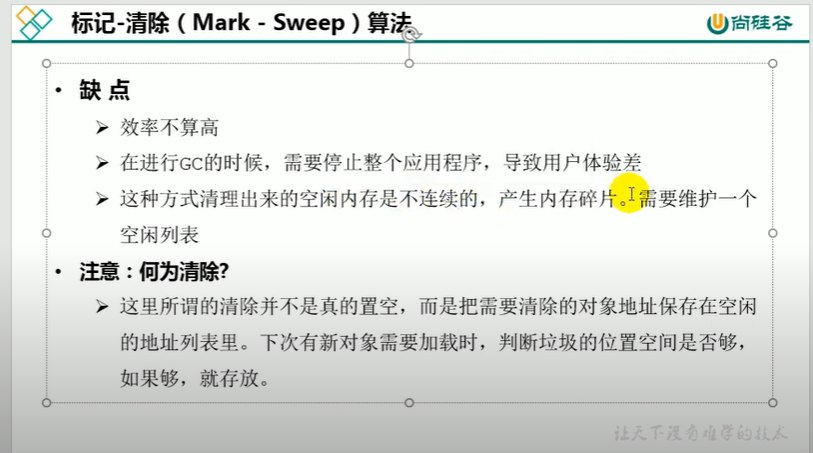 标记-清除（Mark - Sweep）算法
尚硅谷
• 缺 点
➢ 效率不算高
➢ 在进行GC的时候，需要停止整个应用程序，导致用户体验差
➢ 这种方式清理出来的空闲内存是不连续的，产生内存碎片。需要维护一个
空闲列表
• 注意：何为清除？
➢ 这里所谓的清除并不是真的置空，而是把需要清除的对象地址保存在空闲
的地址列表里。下次有新对象需要加载时，判断垃圾的位置空间是否够，
如果够，就存放。
让天下没有难学的技术